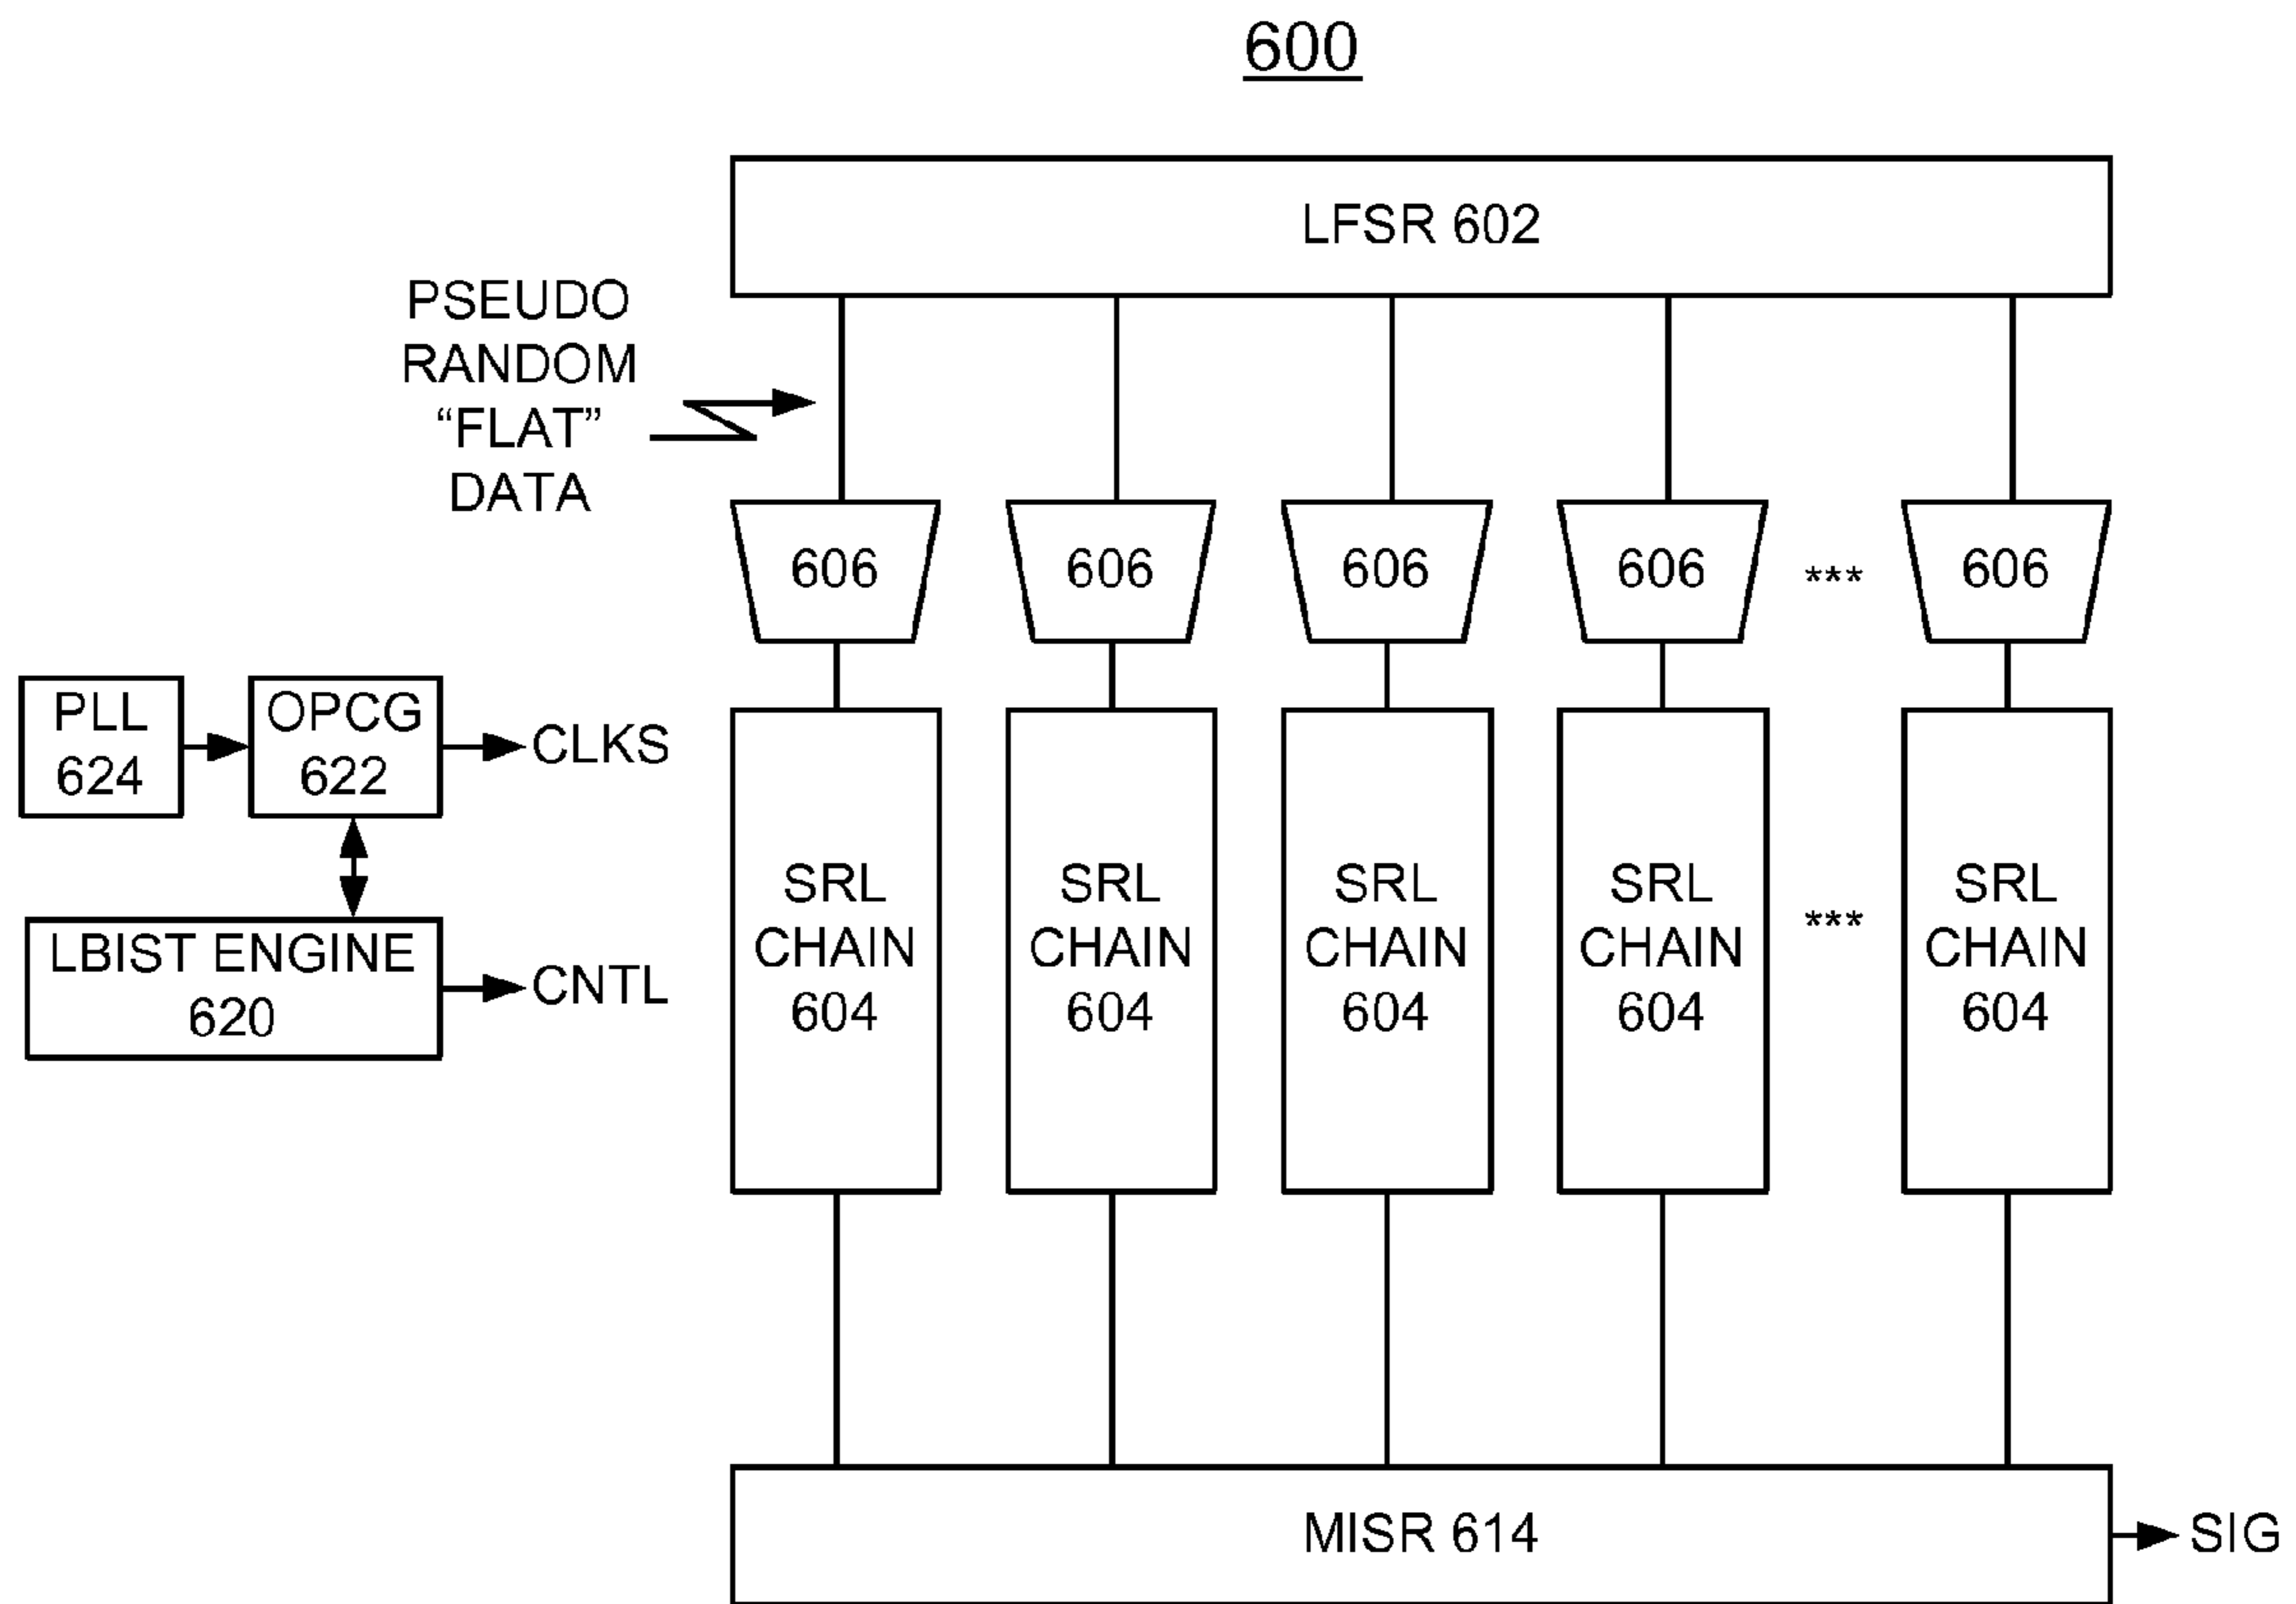 600
LFSR 602
PSEUDO
RANDOM
“FLAT”
DATA
606
606
606
606
***
606
PLL
624
OPCG
622
CLKS
LBIST ENGINE
620
CNTL
SRL
CHAIN
604
SRL
CHAIN
604
SRL
CHAIN
604
SRL
CHAIN
604
***
SRL
CHAIN
604
MISR 614
SIG